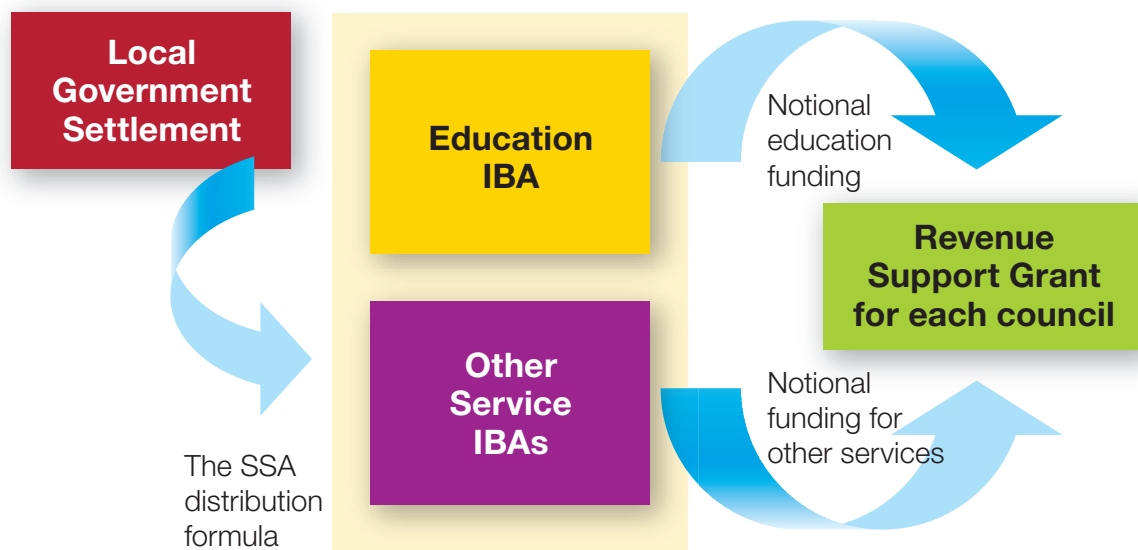 Local
Government
Settlement
Education
IBA
Notional
education
funding
Revenue
Support Grant
for each council
Other
Service
IBAs
Notional
funding for
other services
The SSA
distribution
formula